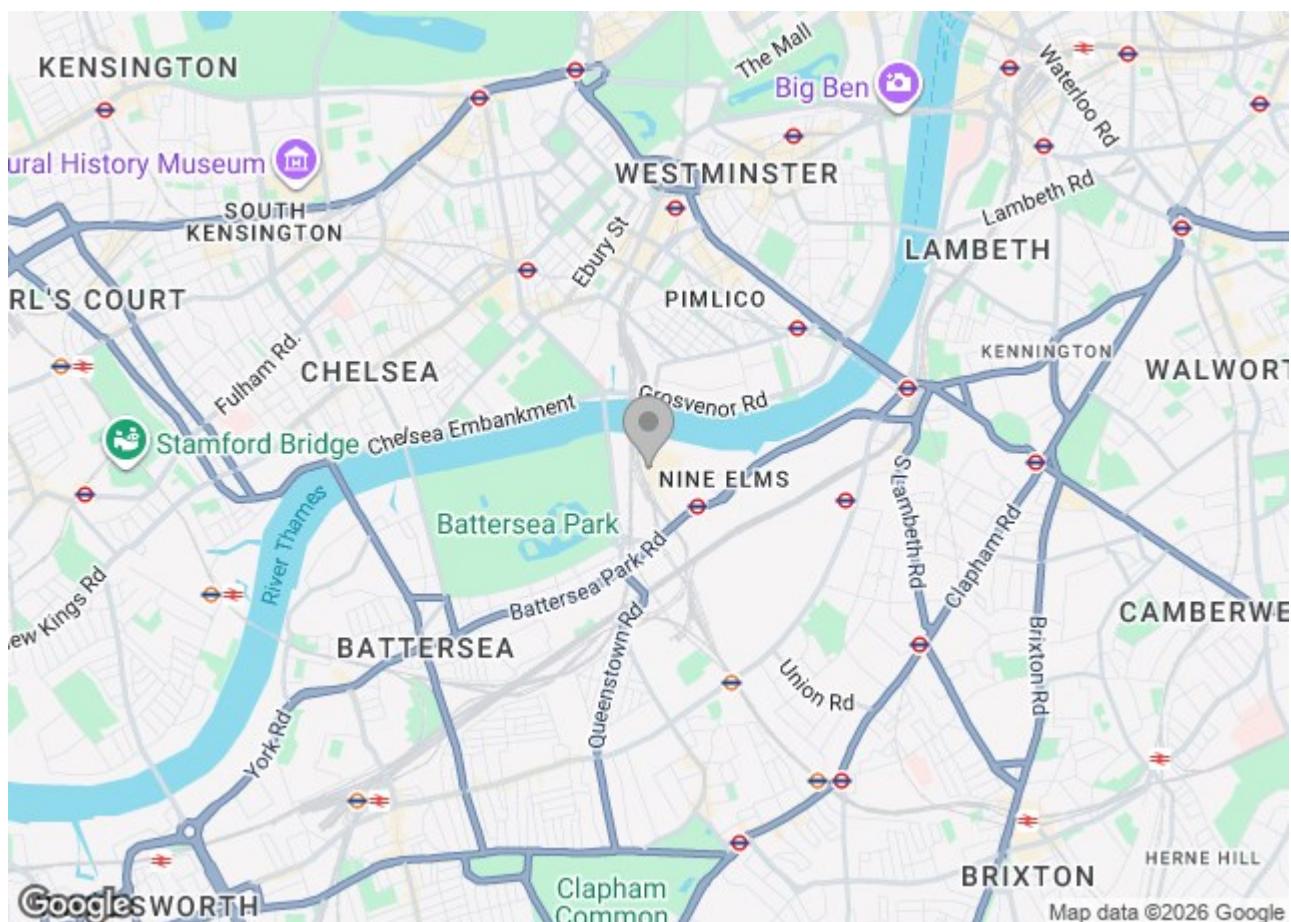 KENSINGTON
The Mall
Big Ben
Waterloo Rd
ural History Museum
WESTMINSTER
Lambeth Rd
SOUTH
KENSINGTON
Ebury St
LAMBETH
RL'S COURT
PIMLICO
KENNINGTON
Fulham Rd.
CHELSEA
WALWORT
Grosvenor Rd
Chelsea Embankment
Stamford Bridge
NINE ELMS
S Lambeth Rd
River Thames
Battersea Park
Clapham Rd
Battersea Park Rd
ew Kings Rd
CAMBERWE
BATTERSEA
Queenstown Rd
Union Rd
Brixton Rd
York Rd
HERNE HILL
BRIXTON
Clapham
Common
Google
SWORTH
Map data ©2026 Google